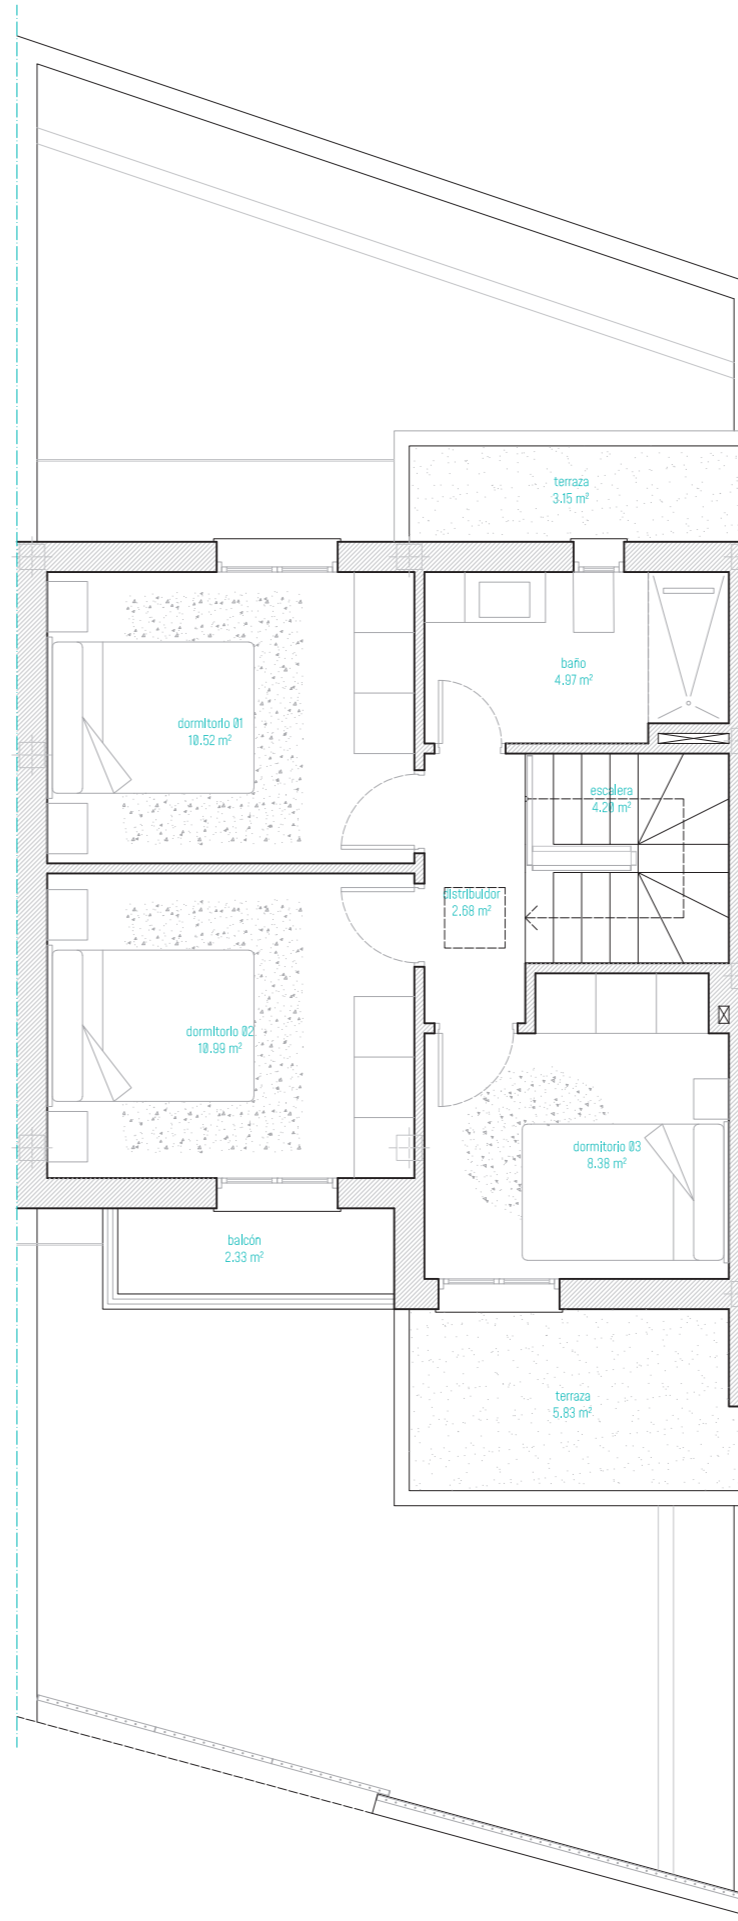 terraza
3.15 m²
baño
4.97 m²
dormitorio 01
10.52 m²
escalera
4.20 m²
distribuidor
2.68 m²
dormitorio 02
10.99 m²
dormitorio 03
8.38 m²
balcón
2.33 m²
terraza
5.83 m²